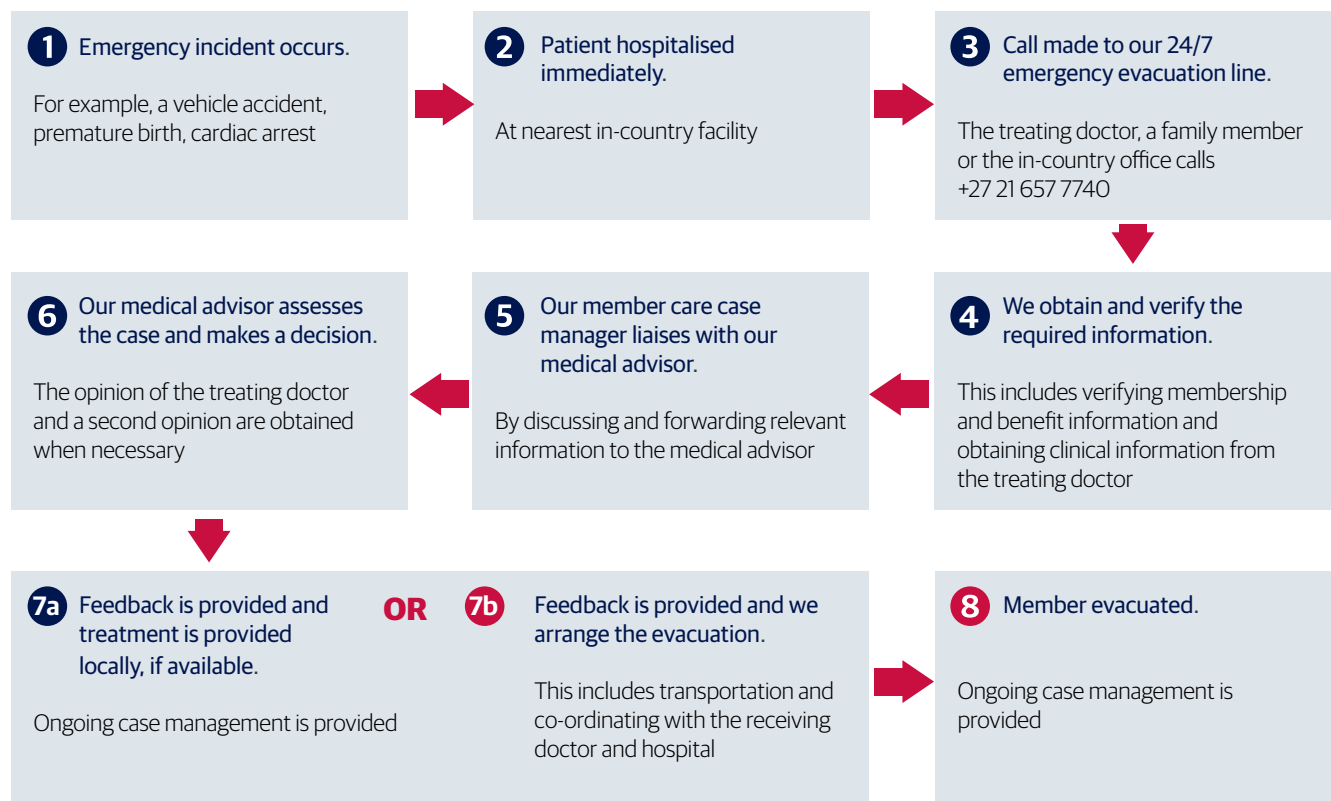 1 Emergency incident occurs.
For example, a vehicle accident,
premature birth, cardiac arrest
2 Patient hospitalised
immediately.
At nearest in-country facility
3 Call made to our 24/7
emergency evacuation line.
The treating doctor, a family member
or the in-country office calls
+27 21 657 7740
4 We obtain and verify the
required information.
This includes verifying membership
and benefit information and
obtaining clinical information from
the treating doctor
5 Our member care case
manager liaises with our
medical advisor.
By discussing and forwarding relevant
information to the medical advisor
6 Our medical advisor assesses
the case and makes a decision.
The opinion of the treating doctor
and a second opinion are obtained
when necessary
7a Feedback is provided and
treatment is provided
locally, if available.
Ongoing case management is provided
OR
7b Feedback is provided and we
arrange the evacuation.
This includes transportation and
co-ordinating with the receiving
doctor and hospital
8 Member evacuated.
Ongoing case management is
provided